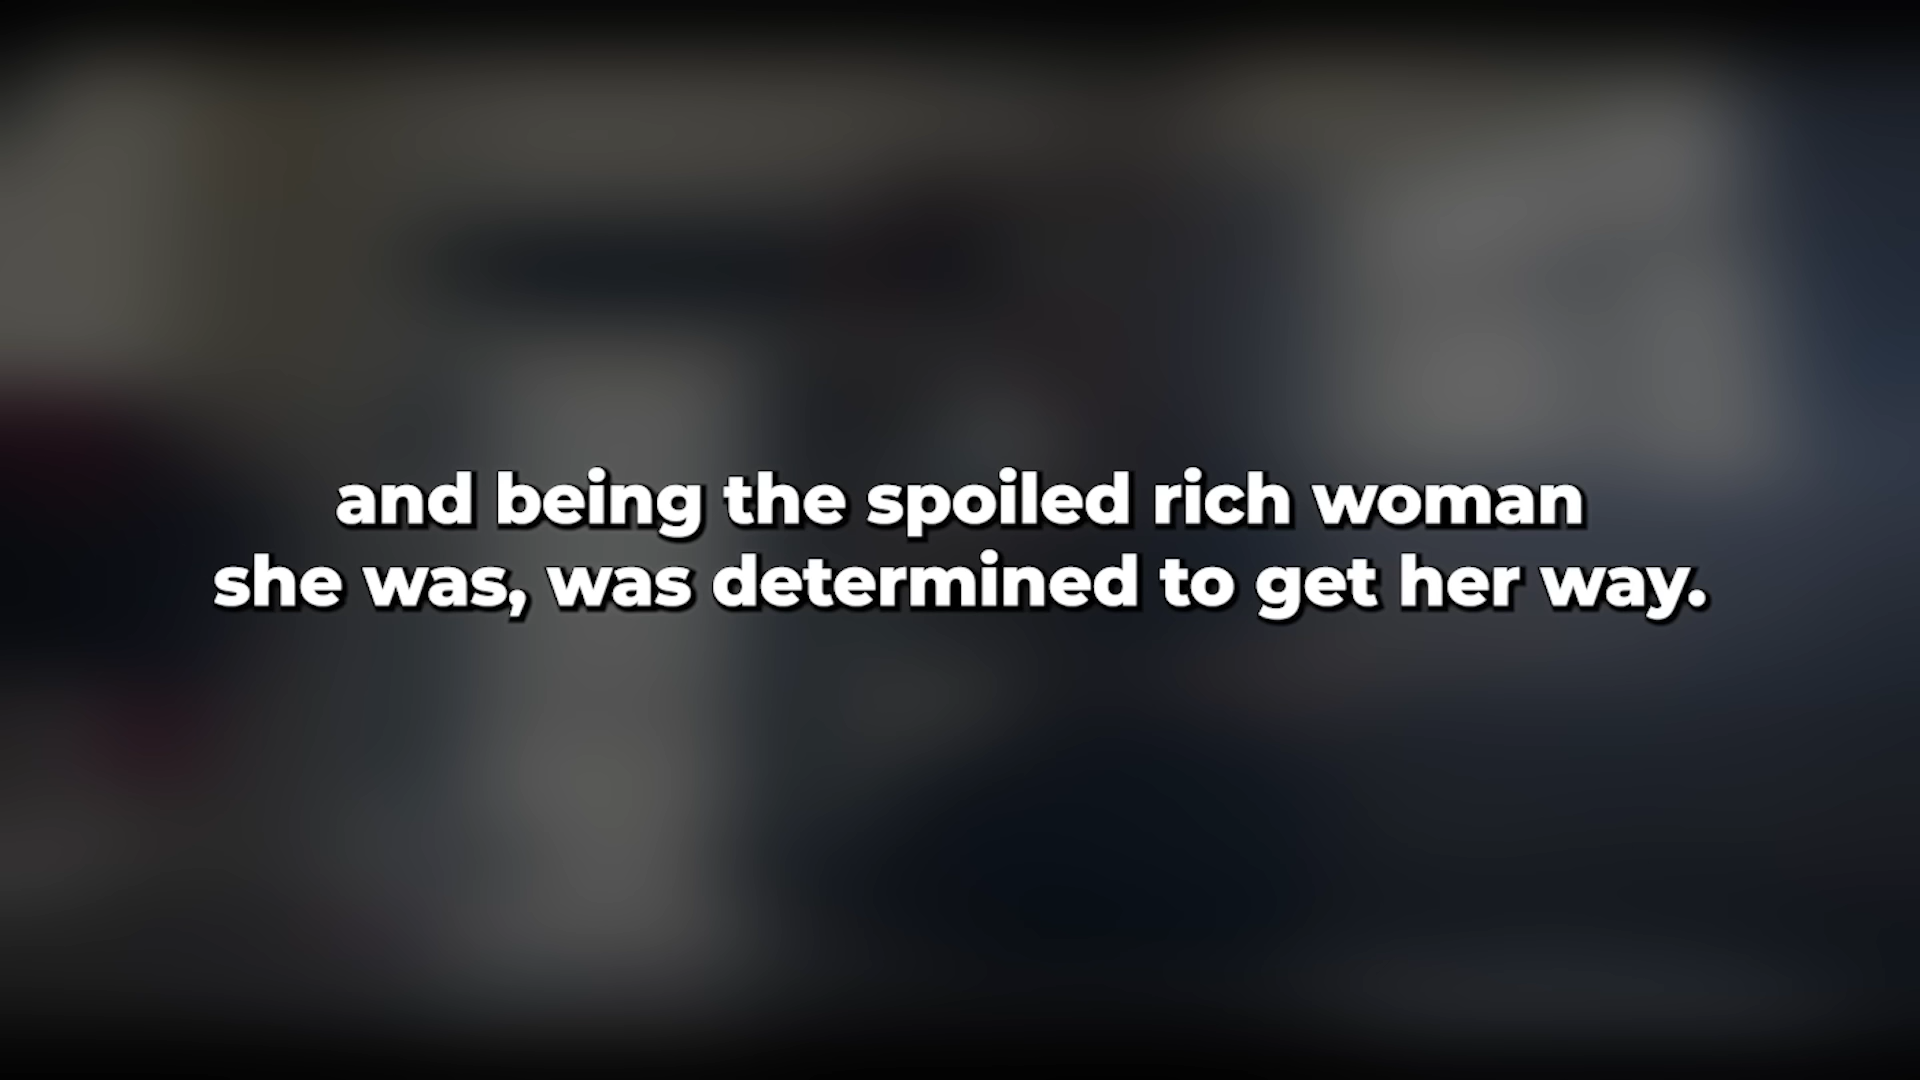 and being the spoiled rich woman
she was, was determined to get her way.